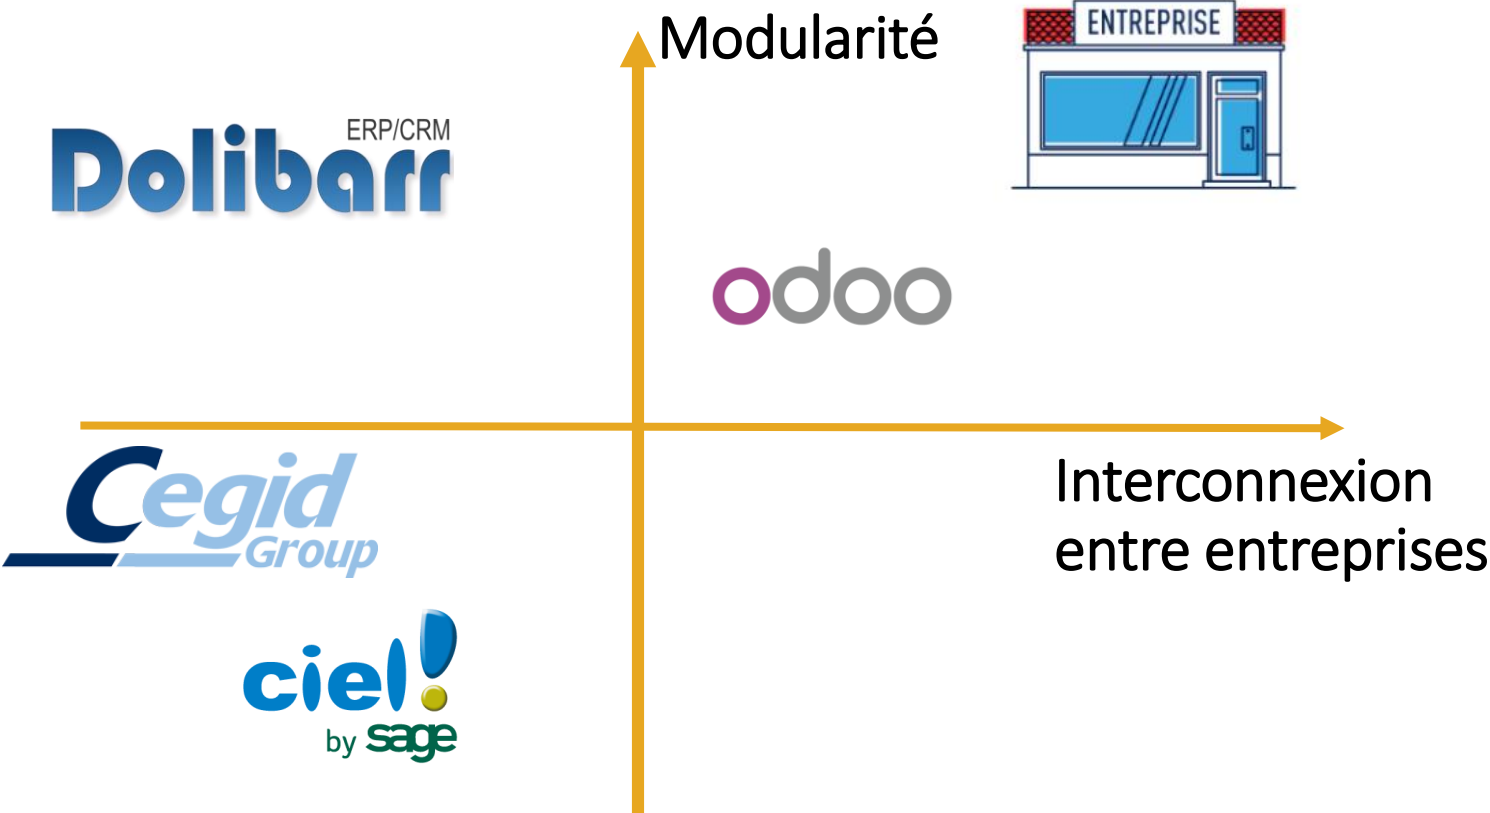 Modularité
ENTREPRISE
ERP/CRM
Dolibarr
odoo
Interconnexion
entre entreprises
Cegid
Group
ciel!
by sage